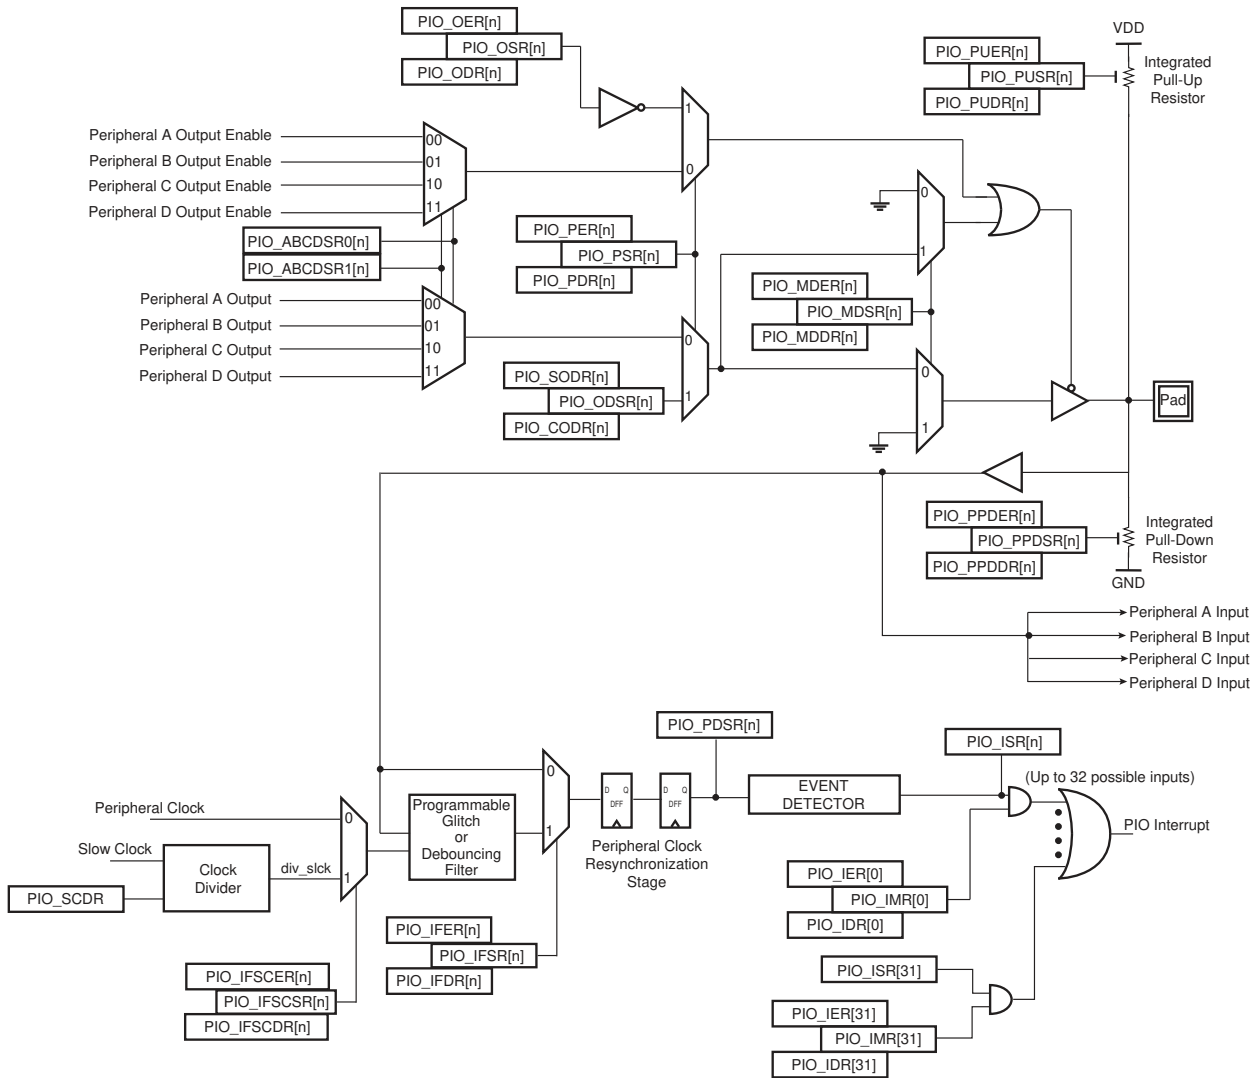 PIO_OER[n]
PIO_OSR[n]
PIO_ODR[n]
VDD
PIO_PUER[n]
PIO_PUSR[n]
PIO_PUDR[n]
Integrated
Pull-Up
Resistor
1
0
Peripheral A Output Enable
Peripheral B Output Enable
Peripheral C Output Enable
Peripheral D Output Enable
00
01
10
11
PIO_ABCDSR0[n]
PIO_ABCDSR1[n]
PIO_PER[n]
PIO_PSR[n]
PIO_PDR[n]
0
1
Peripheral A Output
Peripheral B Output
Peripheral C Output
Peripheral D Output
00
01
10
11
PIO_MDER[n]
PIO_MDSR[n]
PIO_MDDR[n]
0
1
PIO_SODR[n]
PIO_ODSR[n]
PIO_CODR[n]
0
1
Pad
PIO_PPDER[n]
PIO_PPDSR[n]
PIO_PPDDR[n]
Integrated
Pull-Down
Resistor
GND
Peripheral A Input
Peripheral B Input
Peripheral C Input
Peripheral D Input
PIO_PDSR[n]
PIO_ISR[n]
(Up to 32 possible inputs)
0
1
D Q
DFF
D Q
DFF
EVENT
DETECTOR
PIO Interrupt
Peripheral Clock
Resynchronization
Stage
Programmable
Glitch
or
Debouncing
Filter
Peripheral Clock
0
Slow Clock
Clock
Divider
div_slck
1
PIO_SCDR
PIO_IER[0]
PIO_IMR[0]
PIO_IDR[0]
PIO_IFER[n]
PIO_IFSR[n]
PIO_IFDR[n]
PIO_IFSCER[n]
PIO_IFSCSR[n]
PIO_IFSCDR[n]
PIO_ISR[31]
PIO_IER[31]
PIO_IMR[31]
PIO_IDR[31]